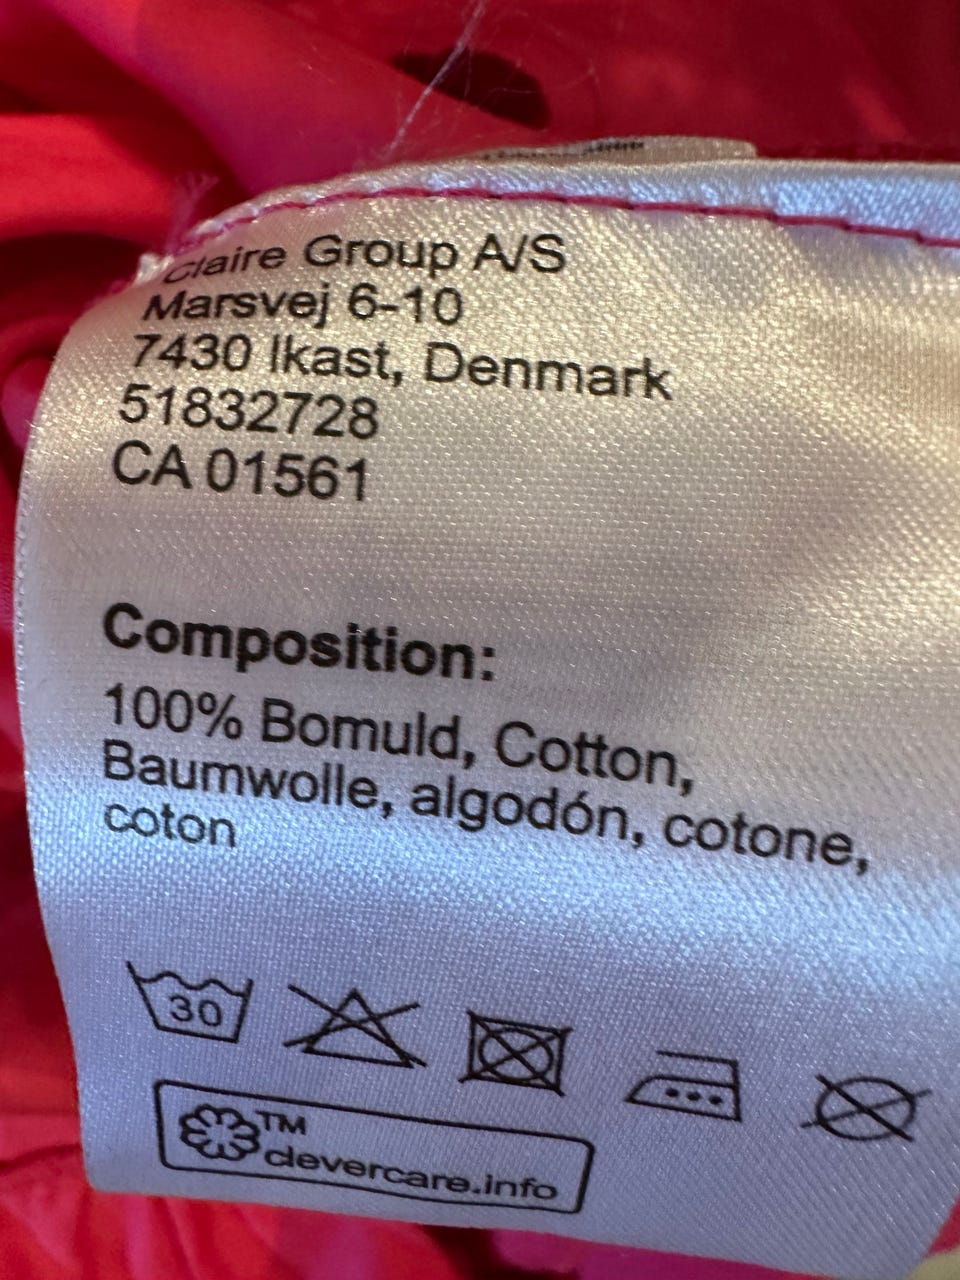 Claire Group A/S
Marsvej 6-10
7430 Ikast, Denmark
51832728
CA 01561
Composition:
100% Bomuld, Cotton,
Baumwolle, algodón, cotone,
coton
30
TM
clevercare.info